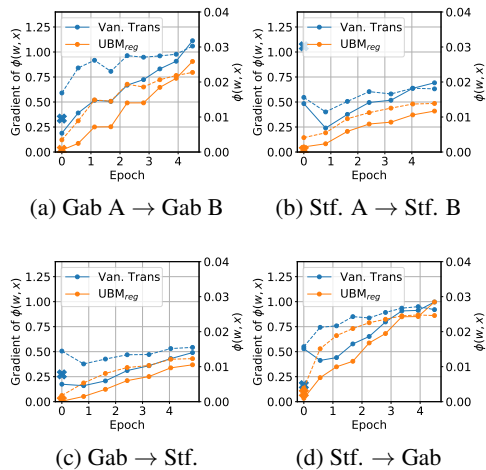 Gradient of ϕ(w, x)
1.25
1.00
0.75
0.50
0.25
0.00
Van. Trans
UBMreg
0.04
0.03
0.02
0.01
0.00
ϕ(w, x)
0 1 2 3 4
Epoch
(a) Gab A → Gab B
Gradient of ϕ(w, x)
1.25
1.00
0.75
0.50
0.25
0.00
Van. Trans
UBMreg
0.04
0.03
0.02
0.01
0.00
ϕ(w, x)
0 1 2 3 4
Epoch
(b) Stf. A → Stf. B
Gradient of ϕ(w, x)
1.25
1.00
0.75
0.50
0.25
0.00
Van. Trans
UBMreg
0.04
0.03
0.02
0.01
0.00
ϕ(w, x)
0 1 2 3 4 5
Epoch
(c) Gab → Stf.
Gradient of ϕ(w, x)
1.25
1.00
0.75
0.50
0.25
0.00
Van. Trans
UBMreg
0.04
0.03
0.02
0.01
0.00
ϕ(w, x)
0 1 2 3 4
Epoch
(d) Stf. → Gab